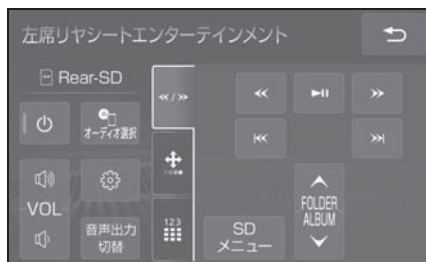 左席リヤシートエンターテインメント
Rear-SD
オーディオ選択
VOL
音声出力
切替
123
SD
メニュー
FOLDER
ALBUM